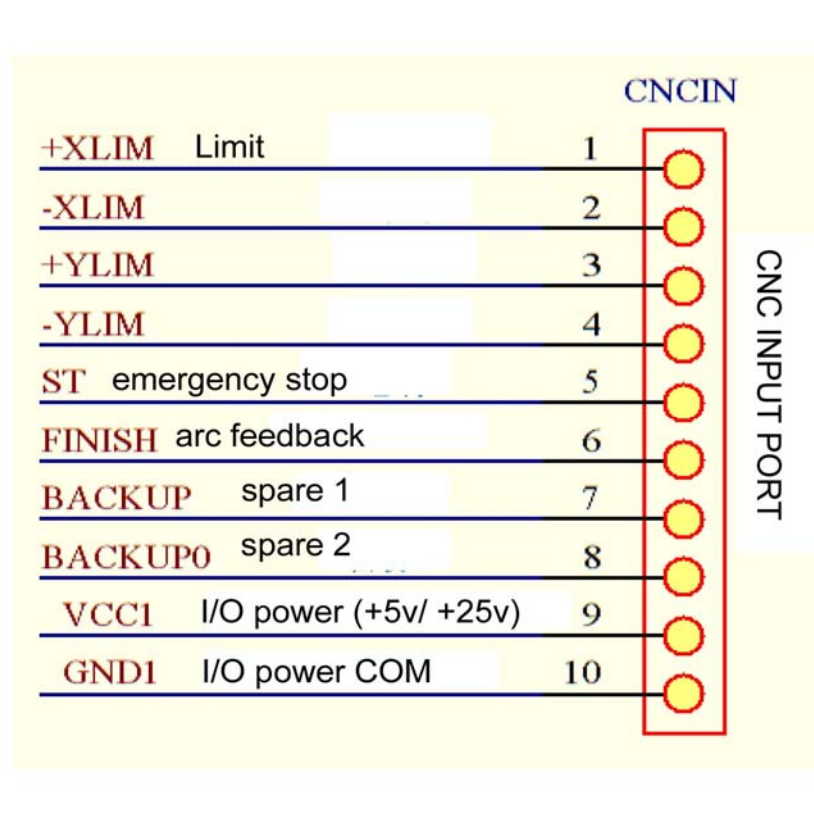 CNCIN
+XLIM Limit 1
-XLIM 2
+YLIM 3
-YLIM 4
ST emergency stop 5
FINISH arc feedback 6
BACKUP spare 1 7
BACKUP0 spare 2 8
VCC1 I/O power (+5v/ +25v) 9
GND1 I/O power COM 10
CNC INPUT PORT